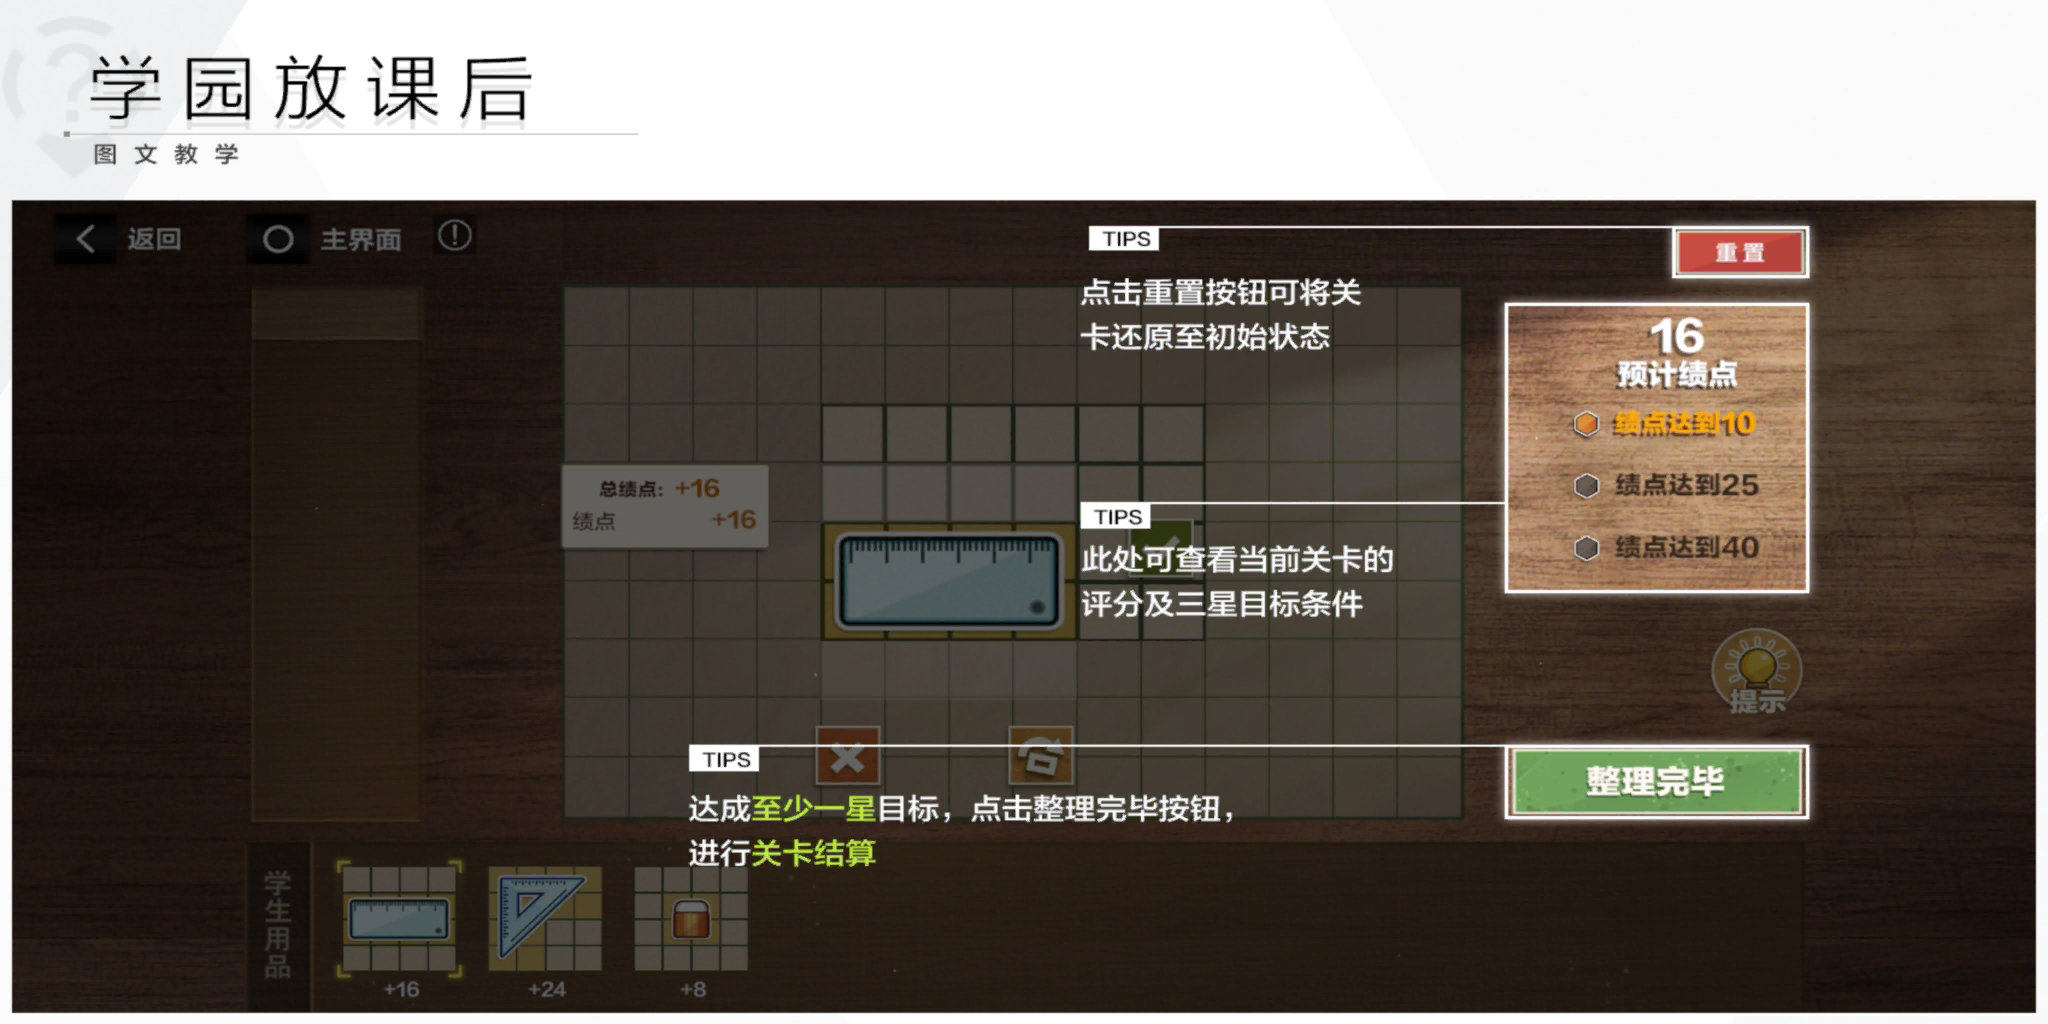 学园放课后
图文教学
返回
主界面
TIPS
重置
点击重置按钮可将关
卡还原至初始状态
16
预计绩点
绩点达到10
绩点达到25
绩点达到40
总绩点: +16
绩点 +16
TIPS
此处可查看当前关卡的
评分及三星目标条件
提示
TIPS
整理完毕
达成至少一星目标，点击整理完毕按钮，
进行关卡结算
学生用品
+16
+24
+8